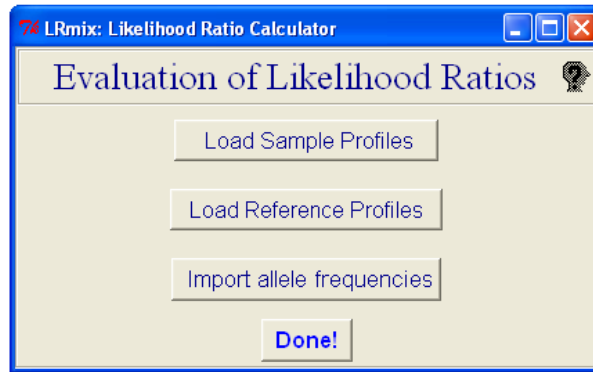 LRmix: Likelihood Ratio Calculator
Evaluation of Likelihood Ratios
Load Sample Profiles
Load Reference Profiles
Import allele frequencies
Done!